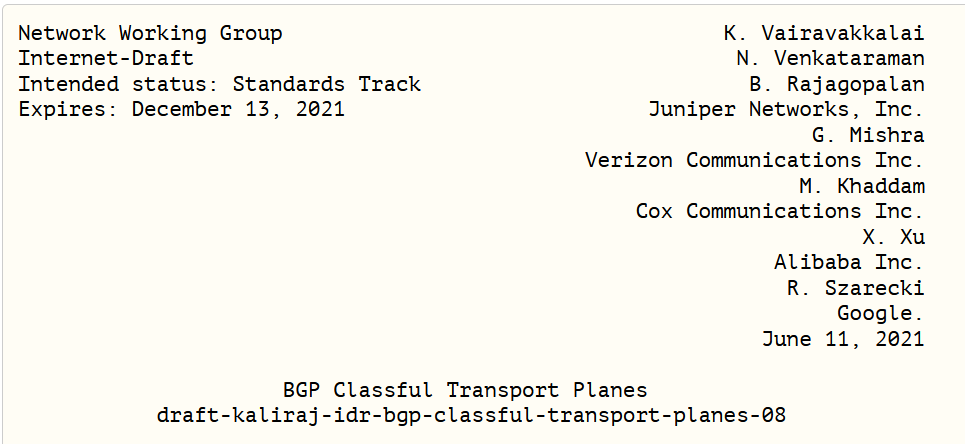 Network Working Group K. Vairavakkalai
Internet-Draft N. Venkataraman
Intended status: Standards Track B. Rajagopalan
Expires: December 13, 2021 Juniper Networks, Inc.
G. Mishra
Verizon Communications Inc.
M. Khaddam
Cox Communications Inc.
X. Xu
Alibaba Inc.
R. Szarecki
Google.
June 11, 2021
BGP Classful Transport Planes
draft-kaliraj-idr-bgp-classful-transport-planes-08